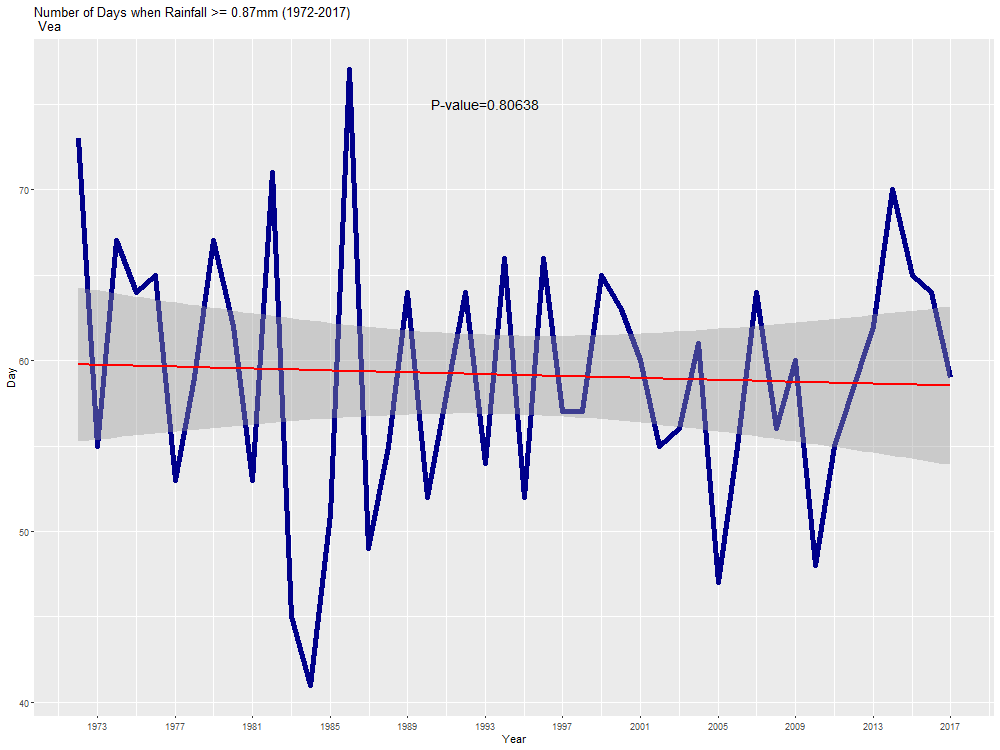 Number of Days when Rainfall >= 0.87mm (1972-2017)
Vea
P-value=0.80638
70
60
50
40
Day
1973 1977 1981 1985 1989 1993 1997 2001 2005 2009 2013 2017
Year